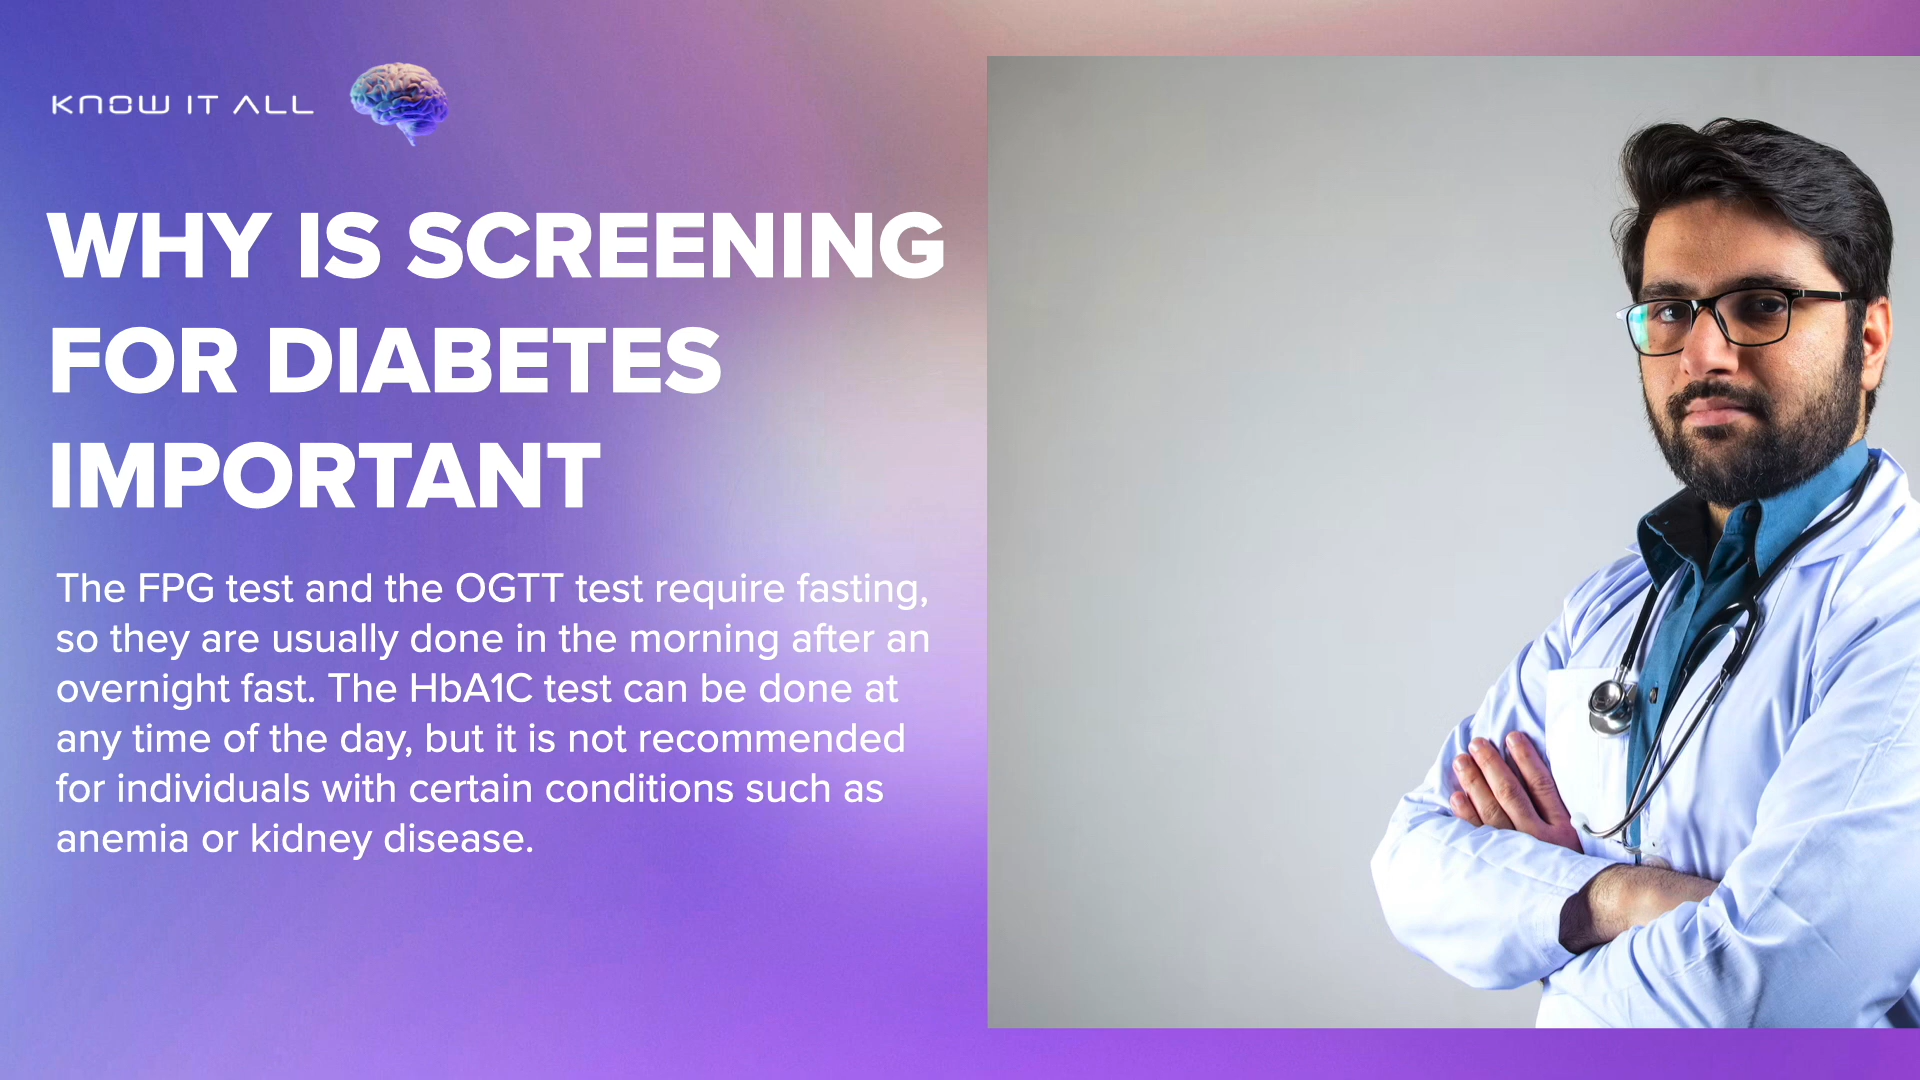 KNOW IT ALL
WHY IS SCREENING
FOR DIABETES
IMPORTANT
The FPG test and the OGTT test require fasting,
so they are usually done in the morning after an
overnight fast. The HbA1C test can be done at
any time of the day, but it is not recommended
for individuals with certain conditions such as
anemia or kidney disease.